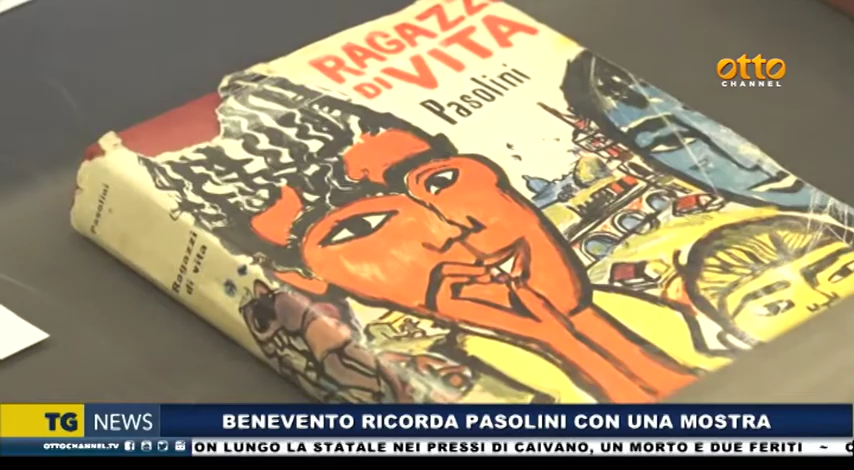 RAGAZZI
DI VITA
Pasolini
otto
CHANNEL
Pasolini
Ragazzi
di vita
TG NEWS
BENEVENTO RICORDA PASOLINI CON UNA MOSTRA
OTTOCHANNEL.TV
ON LUNGO LA STATALE NEI PRESSI DI CAIVANO, UN MORTO E DUE FERITI ~